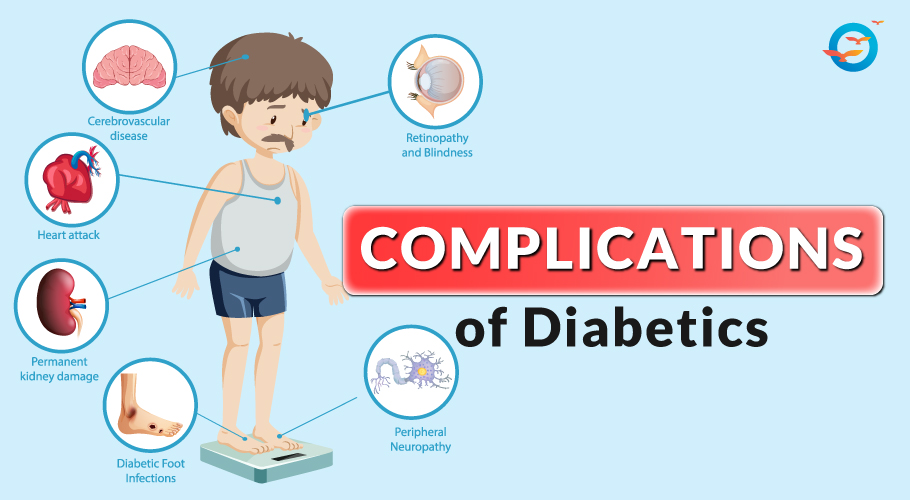 Cerebrovascular
disease
Retinopathy
and Blindness
Heart attack
COMPLICATIONS
of Diabetics
Permanent
kidney damage
Peripheral
Neuropathy
Diabetic Foot
Infections